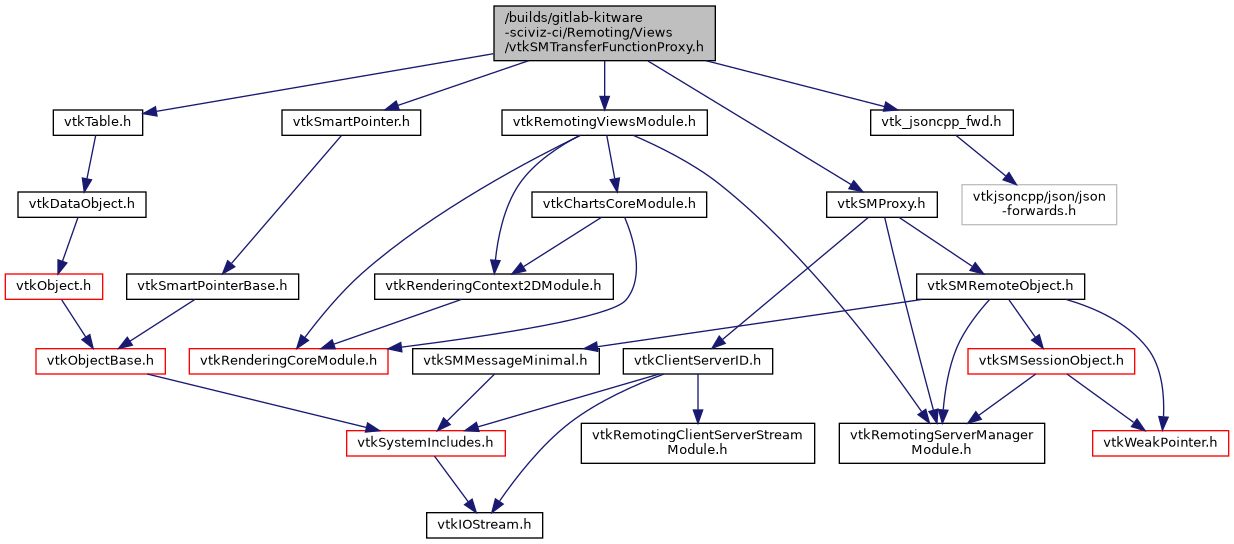 /builds/gitlab-kitware
-sciviz-ci/Remoting/Views
/vtkSMTransferFunctionProxy.h
vtkTable.h
vtkSmartPointer.h
vtkRemotingViewsModule.h
vtk_jsoncpp_fwd.h
vtkDataObject.h
vtkChartsCoreModule.h
vtkSMProxy.h
vtkjsoncpp/json/json
-forwards.h
vtkObject.h
vtkSmartPointerBase.h
vtkRenderingContext2DModule.h
vtkSMRemoteObject.h
vtkObjectBase.h
vtkRenderingCoreModule.h
vtkSMMessageMinimal.h
vtkClientServerID.h
vtkSMSessionObject.h
vtkSystemIncludes.h
vtkRemotingClientServerStream
Module.h
vtkRemotingServerManager
Module.h
vtkWeakPointer.h
vtkIOStream.h